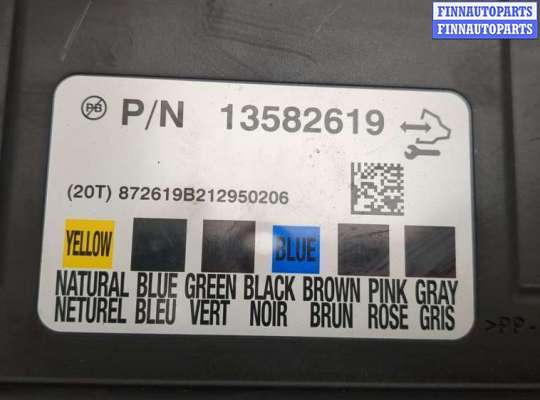 FINNAUTOPARTS
FINNAUTOPARTS
PB P/N 13582619
(20T) 872619B212950206
YELLOW BLUE
NATURAL BLUE GREEN BLACK BROWN PINK GRAY
NETUREL BLEU VERT NOIR BRUN ROSE GRIS
>PP-